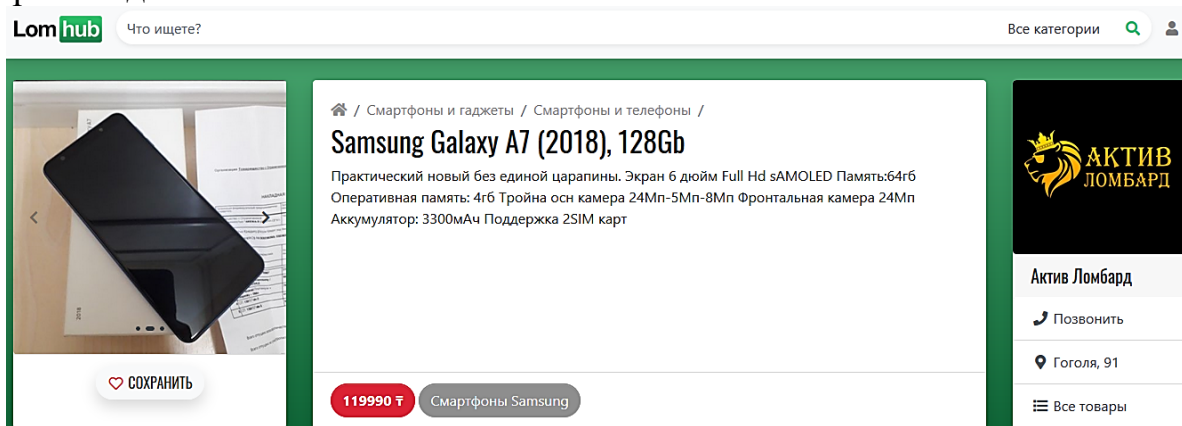 Lom hub
Что ищете?
Все категории
/ Смартфоны и гаджеты / Смартфоны и телефоны /
Samsung Galaxy A7 (2018), 128Gb
Практический новый без единой царапины. Экран 6 дюйм Full Hd sAMOLED Память:64гб
Оперативная память: 4гб Тройна осн камера 24Мп-5Мп-8Мп Фронтальная камера 24Мп
Аккумулятор: 3300мАч Поддержка 2SIM карт
СОХРАНИТЬ
119990 ₸
Смартфоны Samsung
АКТИВ
ЛОМБАРД
Актив Ломбард
Позвонить
Гоголя, 91
Все товары